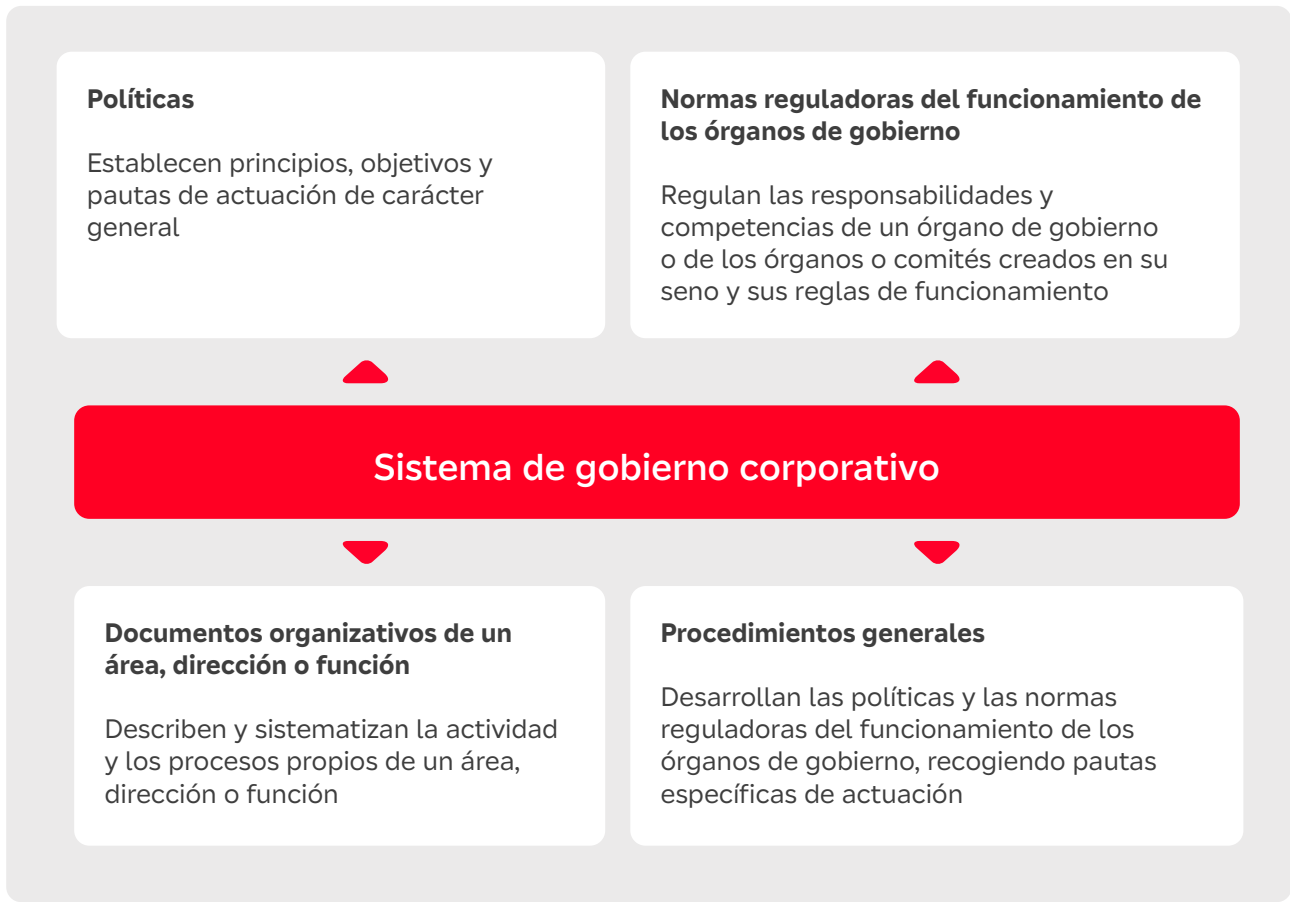 Políticas
Establecen principios, objetivos y
pautas de actuación de carácter
general
Normas reguladoras del funcionamiento de
los órganos de gobierno
Regulan las responsabilidades y
competencias de un órgano de gobierno
o de los órganos o comités creados en su
seno y sus reglas de funcionamiento
Sistema de gobierno corporativo
Documentos organizativos de un
área, dirección o función
Describen y sistematizan la actividad
y los procesos propios de un área,
dirección o función
Procedimientos generales
Desarrollan las políticas y las normas
reguladoras del funcionamiento de los
órganos de gobierno, recogiendo pautas
específicas de actuación